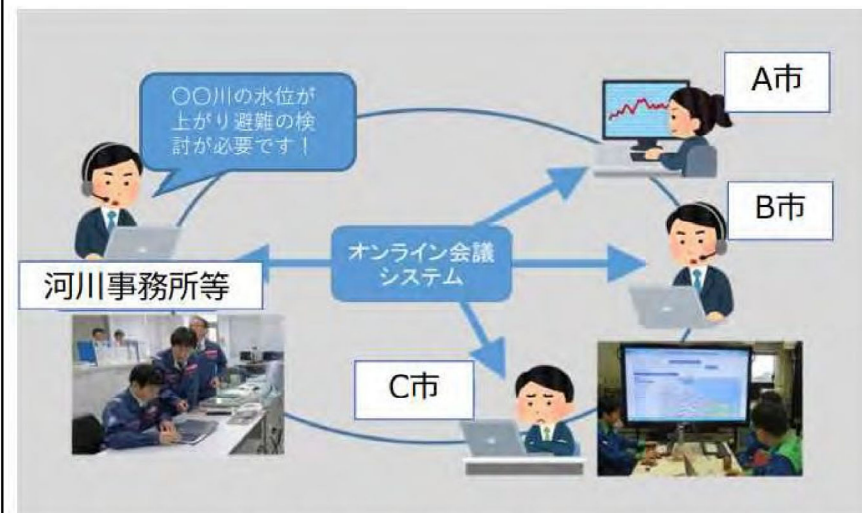 〇〇川の水位が
上がり避難の検
討が必要です！
A市
B市
オンライン会議
システム
河川事務所等
C市